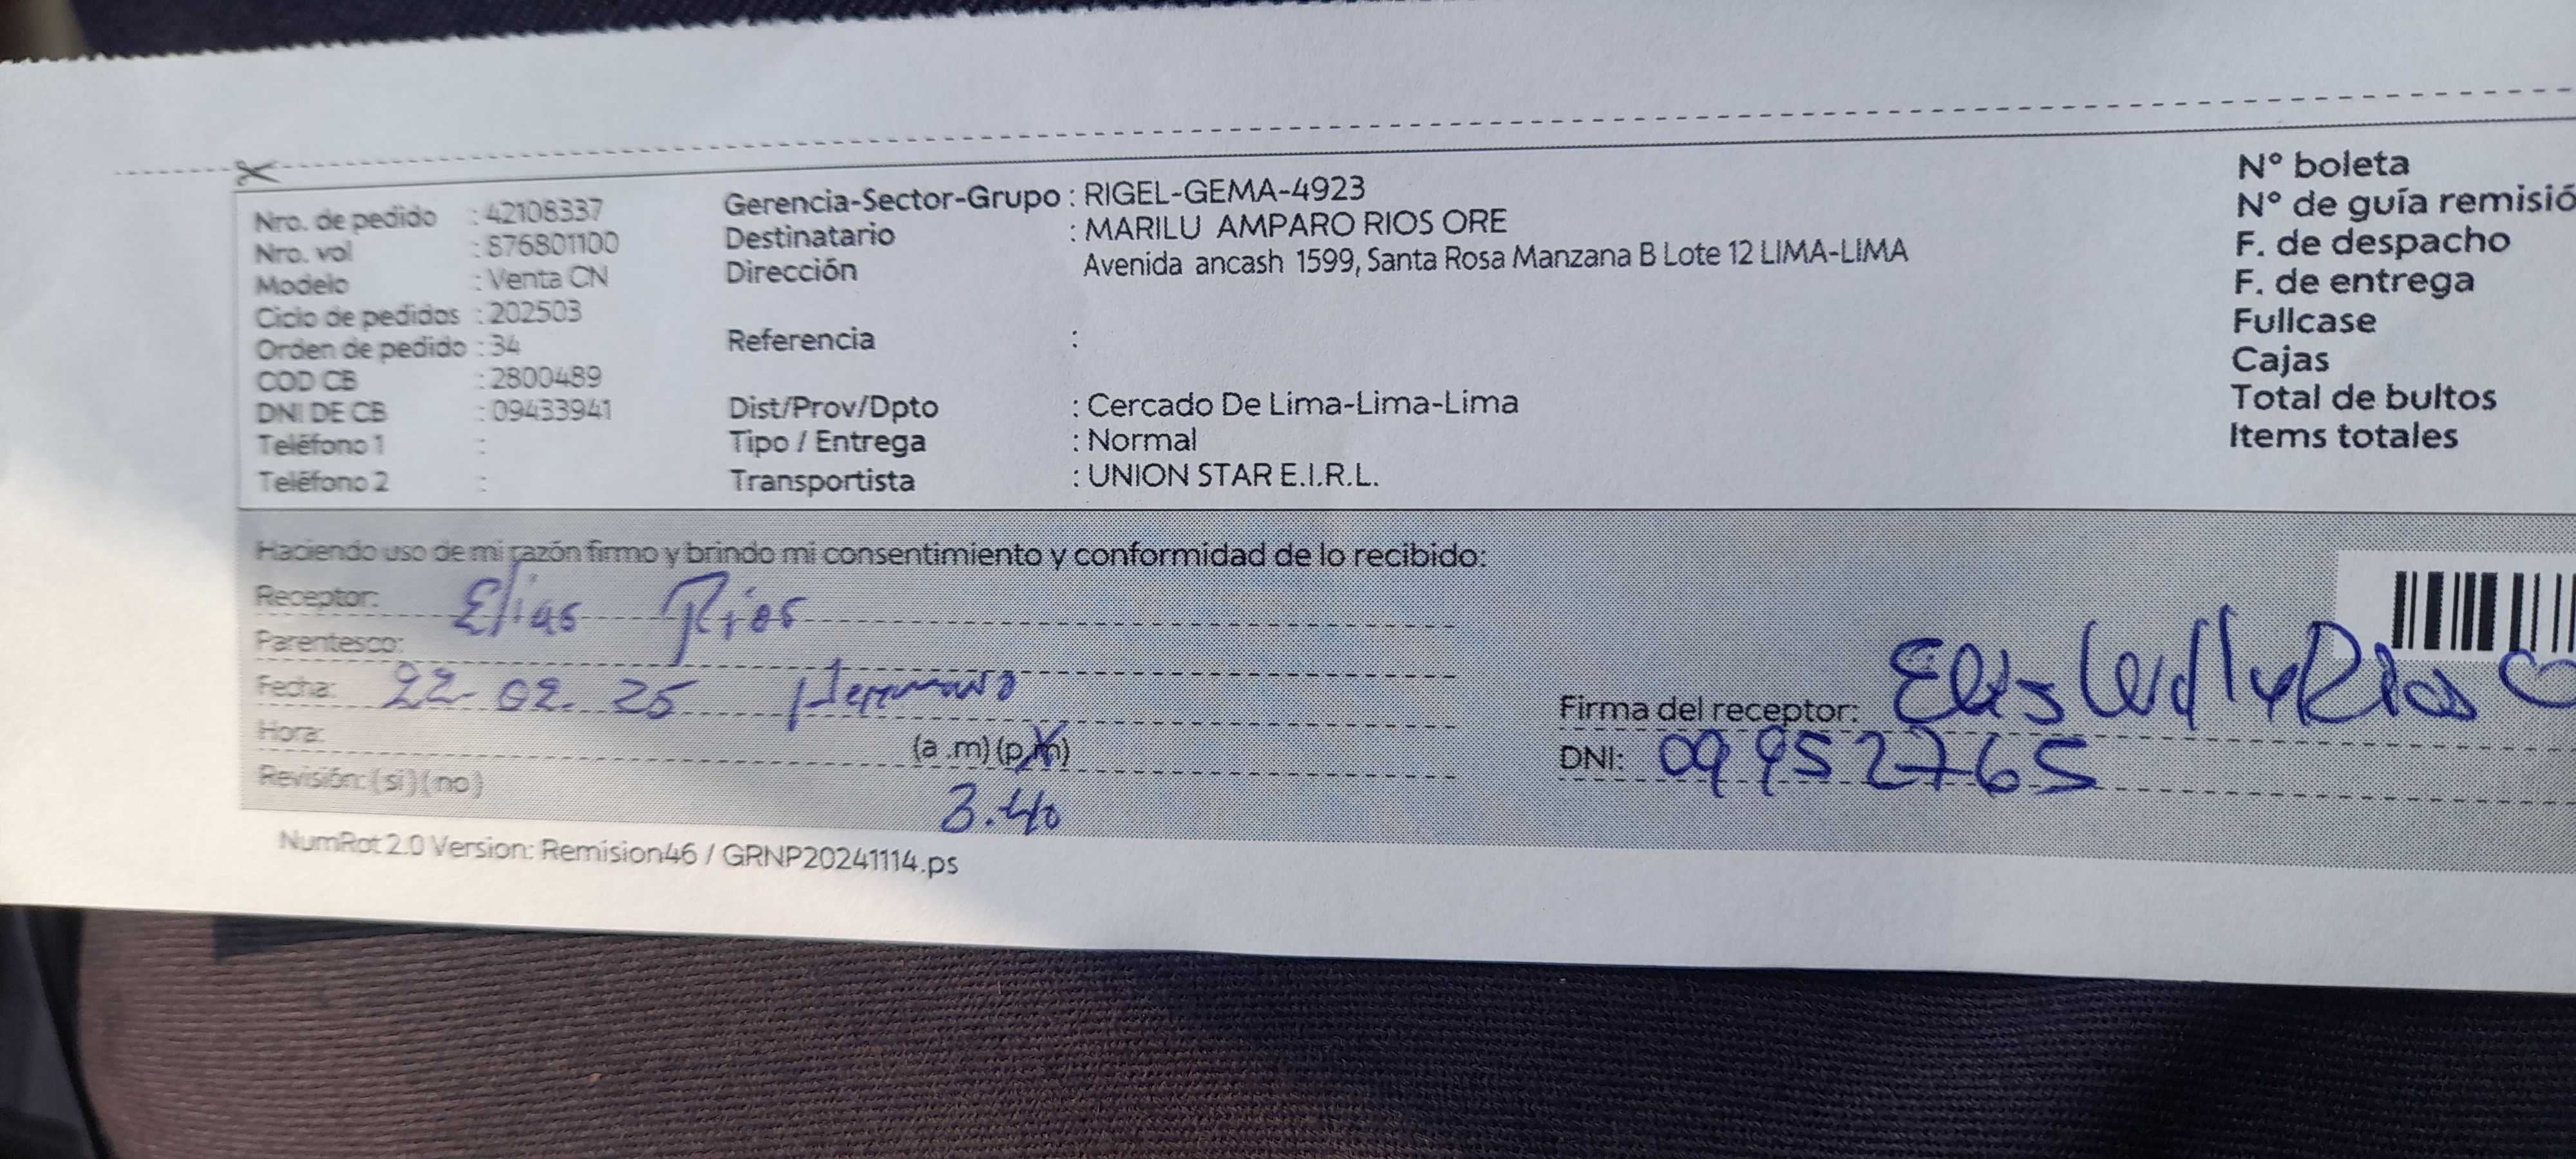 Nro. de pedido : 42108337
Nro. vol : 876801100
Modelo : Venta CN
Ciclo de pedidos : 202503
Orden de pedido : 34
COD CB : 2800489
DNI DE CB : 09433941
Teléfono 1 :
Teléfono 2 :
Gerencia-Sector-Grupo : RIGEL-GEMA-4923
Destinatario : MARILU AMPARO RIOS ORE
Dirección Avenida ancash 1599, Santa Rosa Manzana B Lote 12 LIMA-LIMA
Referencia :
Dist/Prov/Dpto : Cercado De Lima-Lima-Lima
Tipo / Entrega : Normal
Transportista : UNION STAR E.I.R.L.
N° boleta
N° de guía remisió
F. de despacho
F. de entrega
Fullcase
Cajas
Total de bultos
Items totales
Haciendo uso de mi razón firmo y brindo mi consentimiento y conformidad de lo recibido:
Receptor: Elias Rios
Parentesco:
Fecha: 22-02.25 Hermano
Hora: (a.m) (p.m)
Revisión: (si) (no) 3.40
Firma del receptor: Elias Rios
DNI: 09952765
NumRot 2.0 Version: Remision46 / GRNP20241114.ps